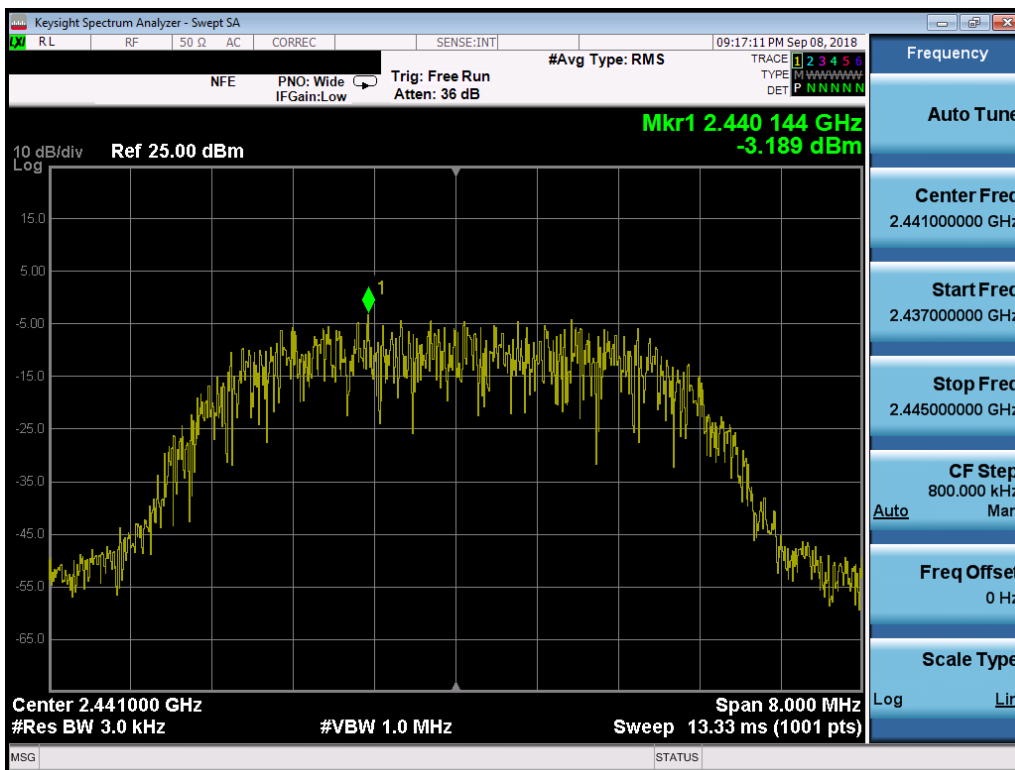 Keysight Spectrum Analyzer - Swept SA
LXI RL RF 50 Ω AC CORREC SENSE:INT 09:17:11 PM Sep 08, 2018
Frequency
#Avg Type: RMS
TRACE 1 2 3 4 5 6
NFE PNO: Wide Trig: Free Run TYPE M W W W W W
IFGain:Low Atten: 36 dB DET P N N N N N
Auto Tune
Mkr1 2.440 144 GHz
10 dB/div Ref 25.00 dBm -3.189 dBm
Log
Center Freq
2.441000000 GHz
15.0
5.00
1
Start Freq
2.437000000 GHz
-5.00
-15.0
Stop Freq
2.445000000 GHz
-25.0
-35.0
CF Step
800.000 kHz
Auto Man
-45.0
-55.0
Freq Offset
0 Hz
-65.0
Scale Type
Log Lin
Center 2.441000 GHz Span 8.000 MHz
#Res BW 3.0 kHz #VBW 1.0 MHz Sweep 13.33 ms (1001 pts)
MSG STATUS